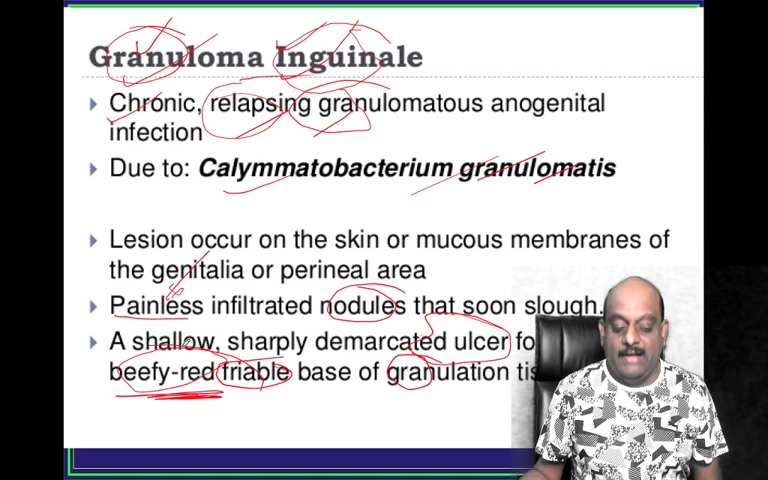 Granuloma Inguinale
Chronic, relapsing granulomatous anogenital
infection
Due to: Calymmatobacterium granulomatis
Lesion occur on the skin or mucous membranes of
the genitalia or perineal area
Painless infiltrated nodules that soon slough.
A shallow, sharply demarcated ulcer
beefy-red friable base of granulation